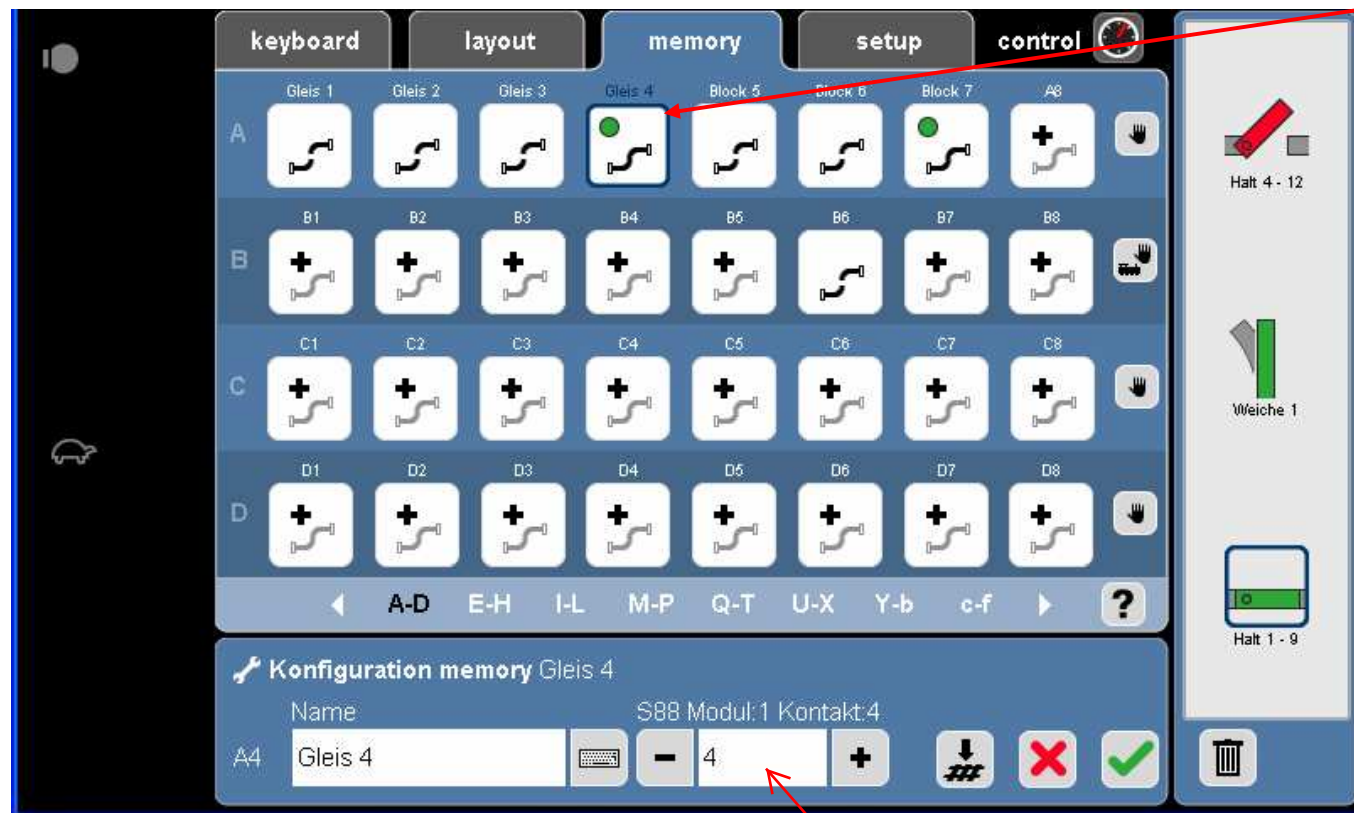 keyboard layout memory setup control
Gleis 1 Gleis 2 Gleis 3 Gleis 4 Block 5 Block 6 Block 7 A8
A
B1 B2 B3 B4 B5 B6 B7 B8
B
C1 C2 C3 C4 C5 C6 C7 C8
C
D1 D2 D3 D4 D5 D6 D7 D8
D
A-D E-H I-L M-P Q-T U-X Y-b c-f ?
Konfiguration memory Gleis 4
Name S88 Modul:1 Kontakt:4
A4 Gleis 4 4
Halt 4 - 12
Weiche 1
Halt 1 - 9